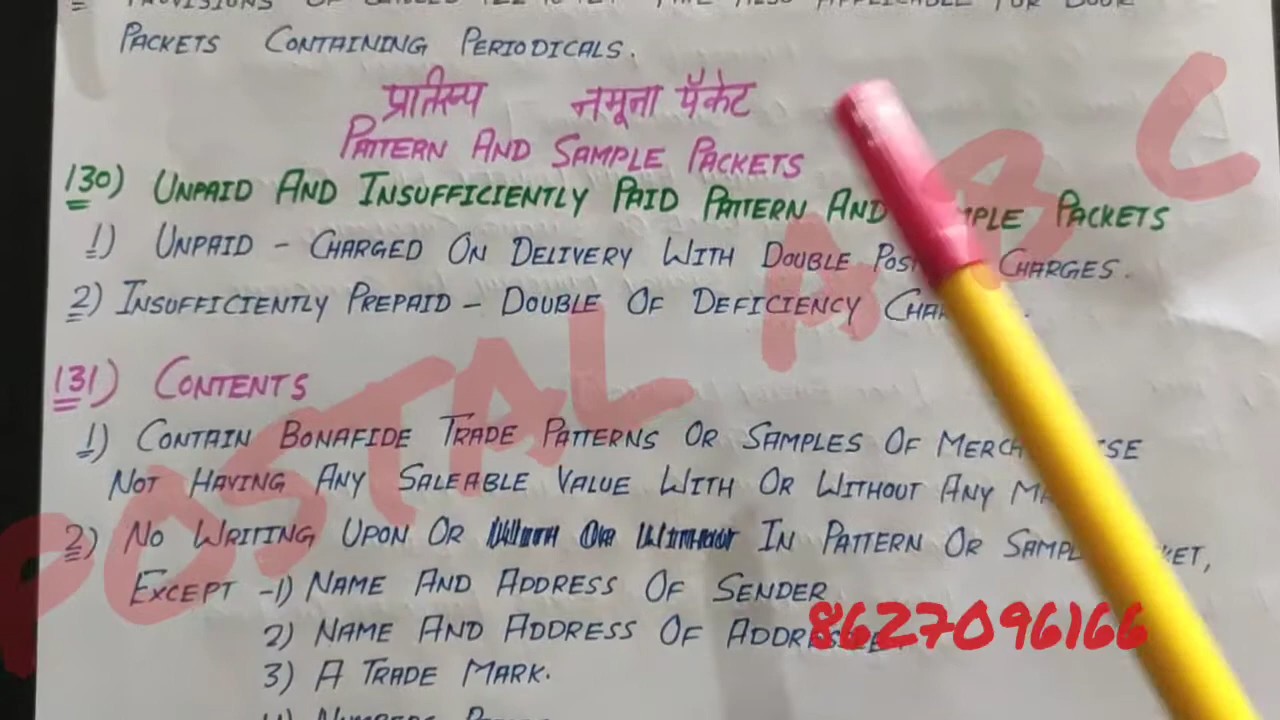 PACKETS CONTAINING PERIODICALS.
प्रतिरूप नमूना पॅकेट
PATTERN AND SAMPLE PACKETS
130) UNPAID AND INSUFFICIENTLY PAID PATTERN AND PACKETS
1) UNPAID - CHARGED ON DELIVERY WITH DOUBLE CHARGES.
2) INSUFFICIENTLY PREPAID - DOUBLE OF DEFICIENCY
131) CONTENTS
1) CONTAIN BONAFIDE TRADE PATTERNS OR SAMPLES OF
NOT HAVING ANY SALEABLE VALUE WITH OR WITHOUT ANY
2) NO WRITING UPON OR IN PATTERN OR
EXCEPT -1) NAME AND ADDRESS OF SENDER
2) NAME AND ADDRESS OF ADDRESSEE.
3) A TRADE MARK.
POSTAL ABC
8627096166